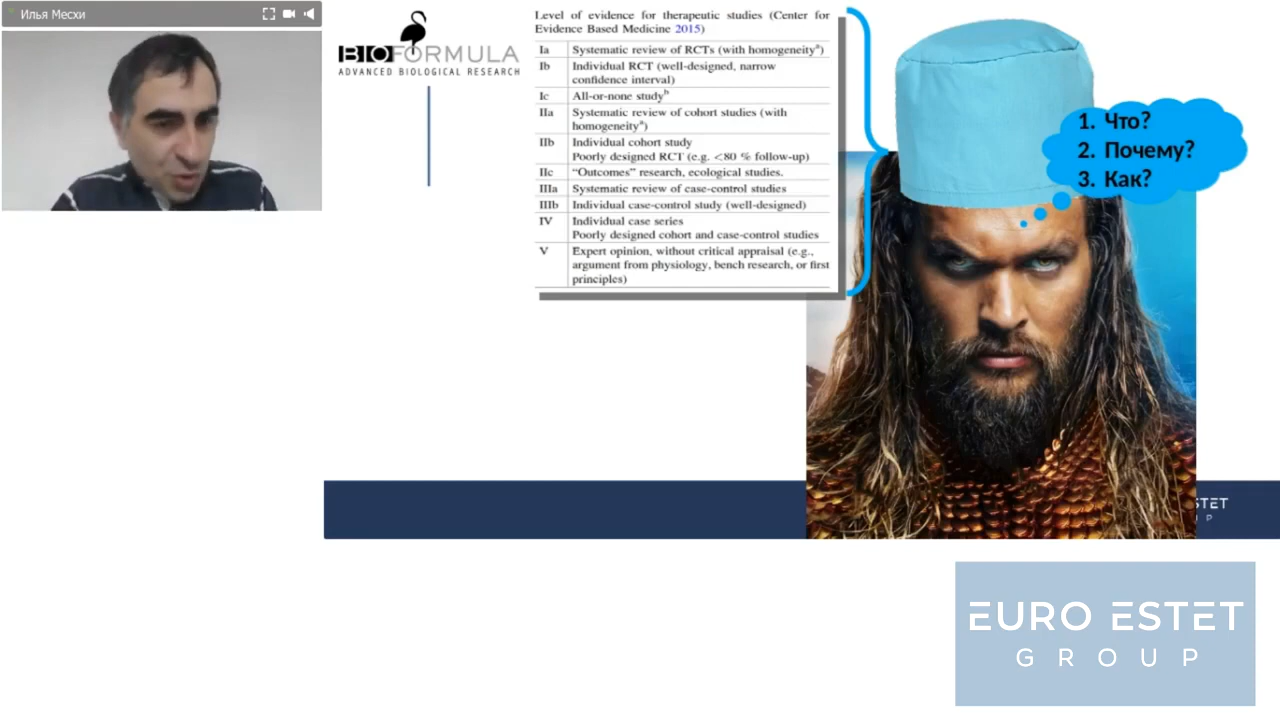 Илья Месхи
BIOFORMULA
ADVANCED BIOLOGICAL RESEARCH
Level of evidence for therapeutic studies (Center for
Evidence Based Medicine 2015)
Ia Systematic review of RCTs (with homogeneityᵃ)
Ib Individual RCT (well-designed, narrow
confidence interval)
Ic All-or-none studyᵇ
IIa Systematic review of cohort studies (with
homogeneityᵃ)
IIb Individual cohort study
Poorly designed RCT (e.g. <80 % follow-up)
IIc “Outcomes” research, ecological studies.
IIIa Systematic review of case-control studies
IIIb Individual case-control study (well-designed)
IV Individual case series
Poorly designed cohort and case-control studies
V Expert opinion, without critical appraisal (e.g.,
argument from physiology, bench research, or first
principles)
1. Что?
2. Почему?
3. Как?
STET
U P
EURO ESTET
GROUP